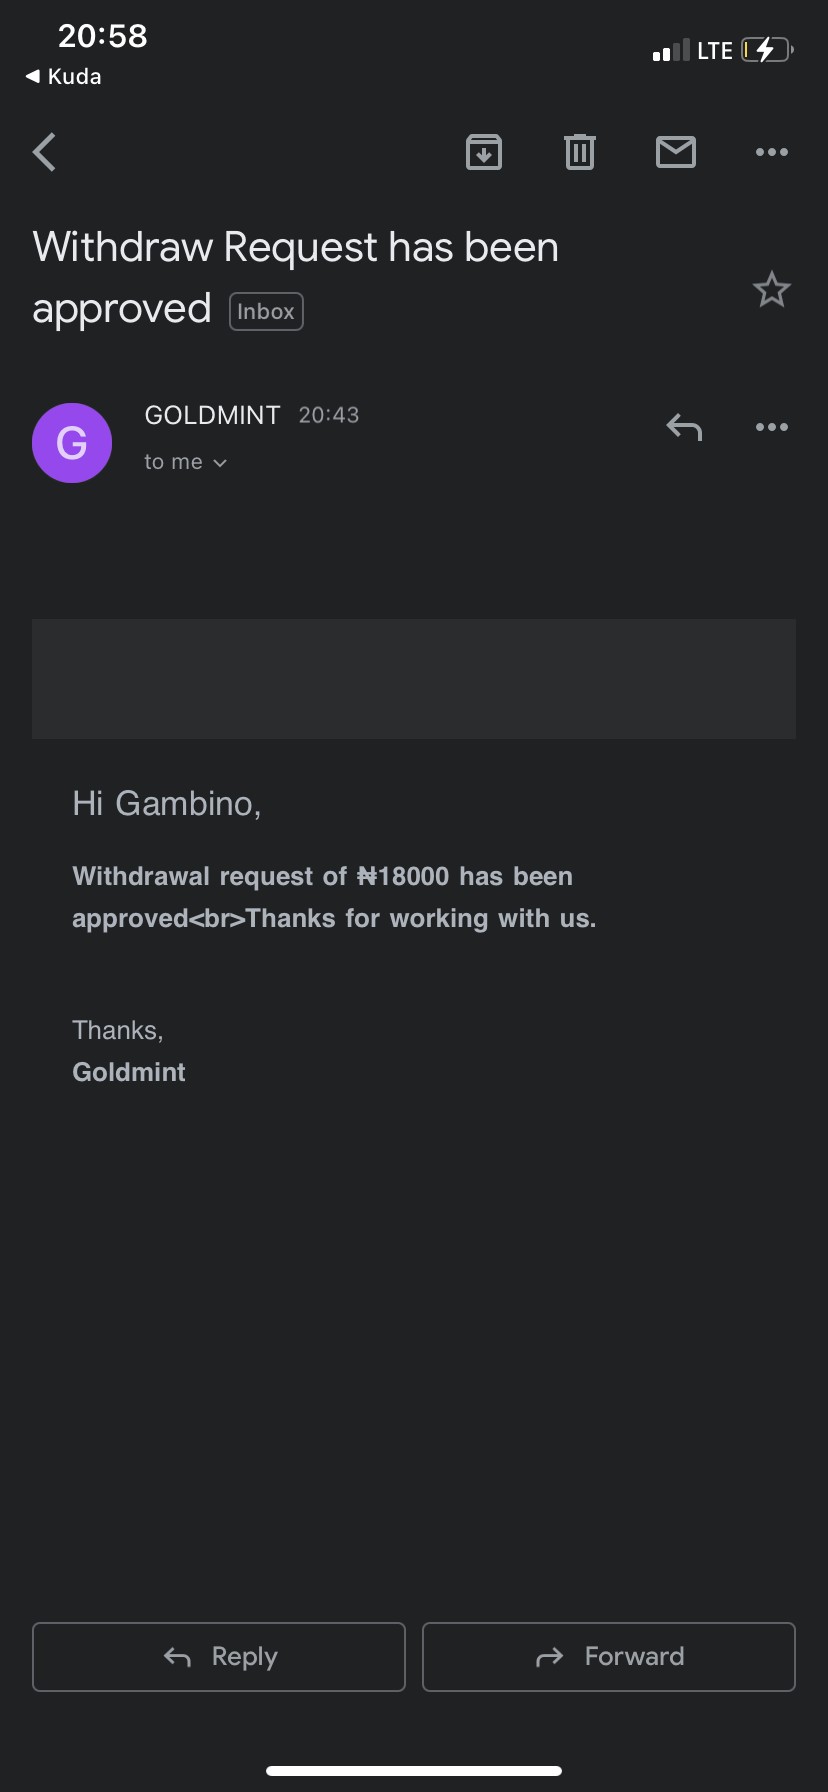 20:58
LTE
◀ Kuda
Withdraw Request has been
approved Inbox
G
GOLDMINT 20:43
to me
Hi Gambino,
Withdrawal request of ₦18000 has been
approved<br>Thanks for working with us.
Thanks,
Goldmint
Reply
Forward